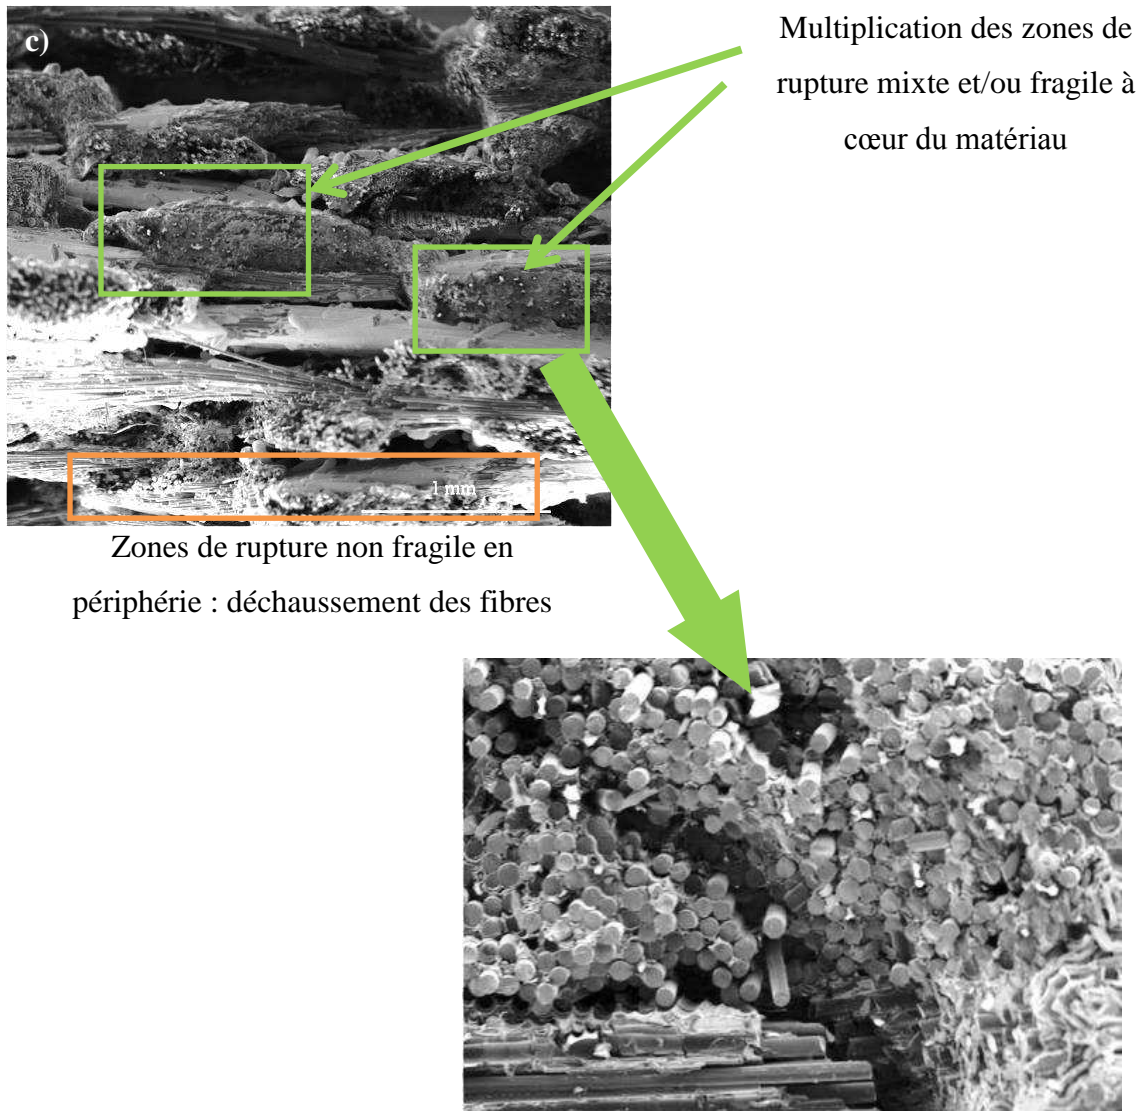 c)
Multiplication des zones de
rupture mixte et/ou fragile à
cœur du matériau
1 mm
Zones de rupture non fragile en
périphérie : déchaussement des fibres